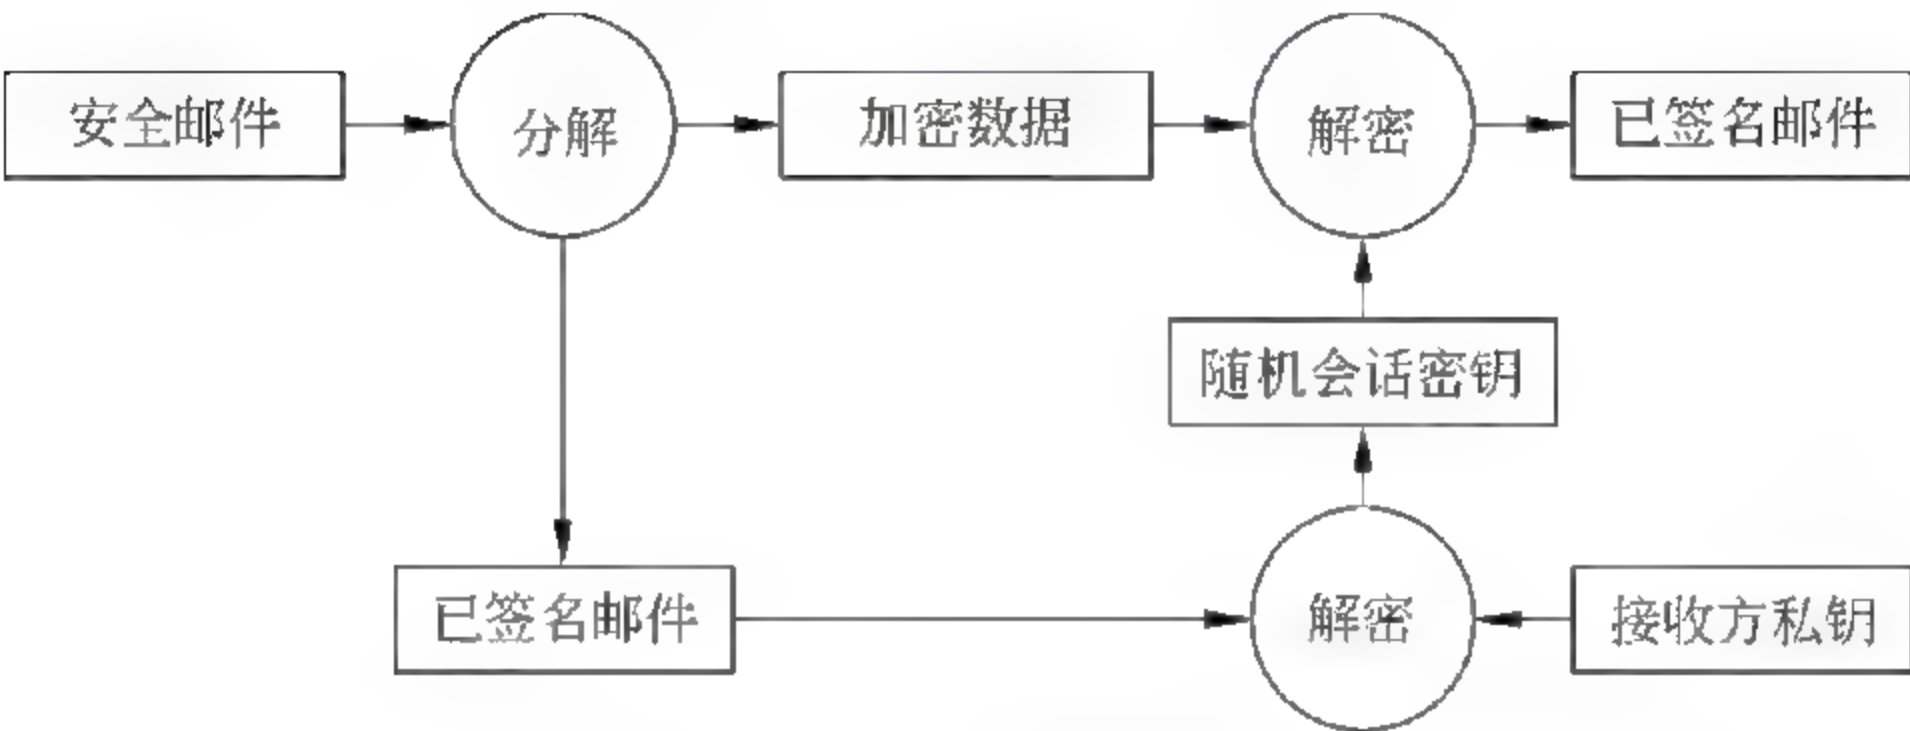 安全邮件
分解
加密数据
解密
已签名邮件
随机会话密钥
已签名邮件
解密
接收方私钥